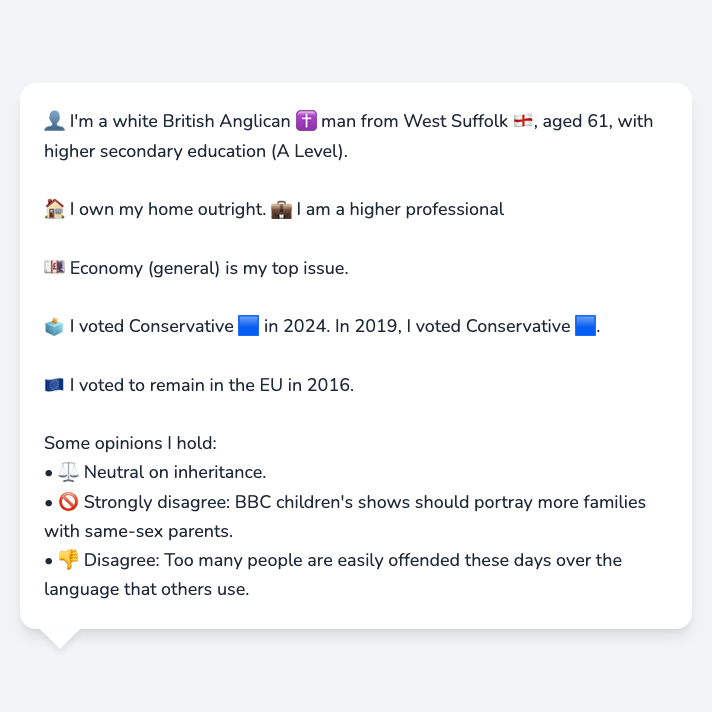 👤 I'm a white British Anglican ✝️ man from West Suffolk 🏴󠁧󠁢󠁥󠁮󠁧󠁿, aged 61, with
higher secondary education (A Level).
🏠 I own my home outright. 💼 I am a higher professional
💷 Economy (general) is my top issue.
🗳️ I voted Conservative 🟦 in 2024. In 2019, I voted Conservative 🟦.
🇪🇺 I voted to remain in the EU in 2016.
Some opinions I hold:
• ⚖️ Neutral on inheritance.
• 🚫 Strongly disagree: BBC children's shows should portray more families
with same-sex parents.
• 👎 Disagree: Too many people are easily offended these days over the
language that others use.